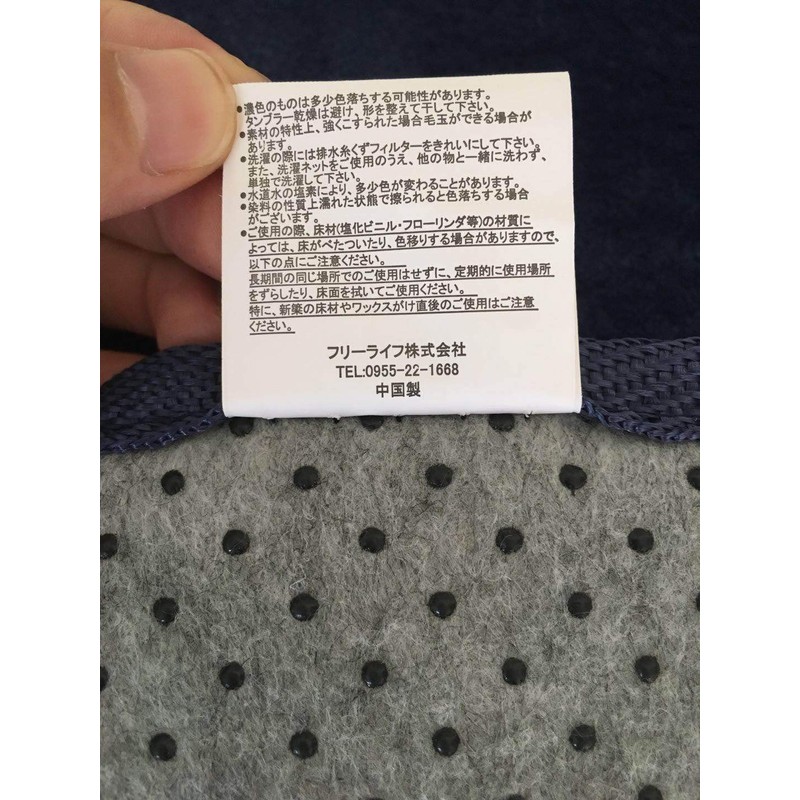 ●濃色のものは多少色落ちする可能性があります。
タンブラー乾燥は避け、形を整えて干して下さい。
●素材の特性上、強くこすられた場合毛玉ができる場合が
あります。
●洗濯の際には排水糸くずフィルターをきれいにして下さい。
また、洗濯ネットをご使用のうえ、他の物と一緒に洗わず、
単独で洗濯して下さい。
●水道水の塩素により、多少色が変わることがあります。
●染料の性質上濡れた状態で擦られると色落ちする場合
がございます。
●ご使用の際、床材(塩化ビニル・フローリンダ等)の材質に
よっては、床がべたついたり、色移りする場合がありますので、
以下の点にご注意ください。
長期間の同じ場所でのご使用はせずに、定期的に使用場所
をずらしたり、床面を拭いてご使用ください。
特に、新築の床材やワックスがけ直後のご使用はご注意
ください。
フリーライフ株式会社
TEL:0955-22-1668
中国製